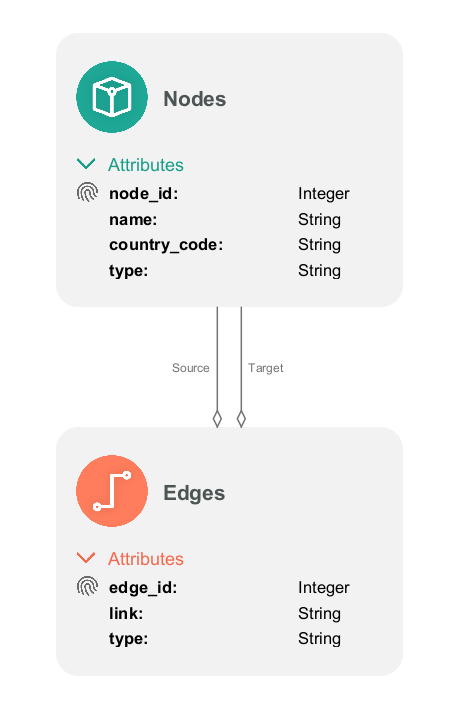 Nodes
Attributes
node_id: Integer
name: String
country_code: String
type: String
Source Target
Edges
Attributes
edge_id: Integer
link: String
type: String